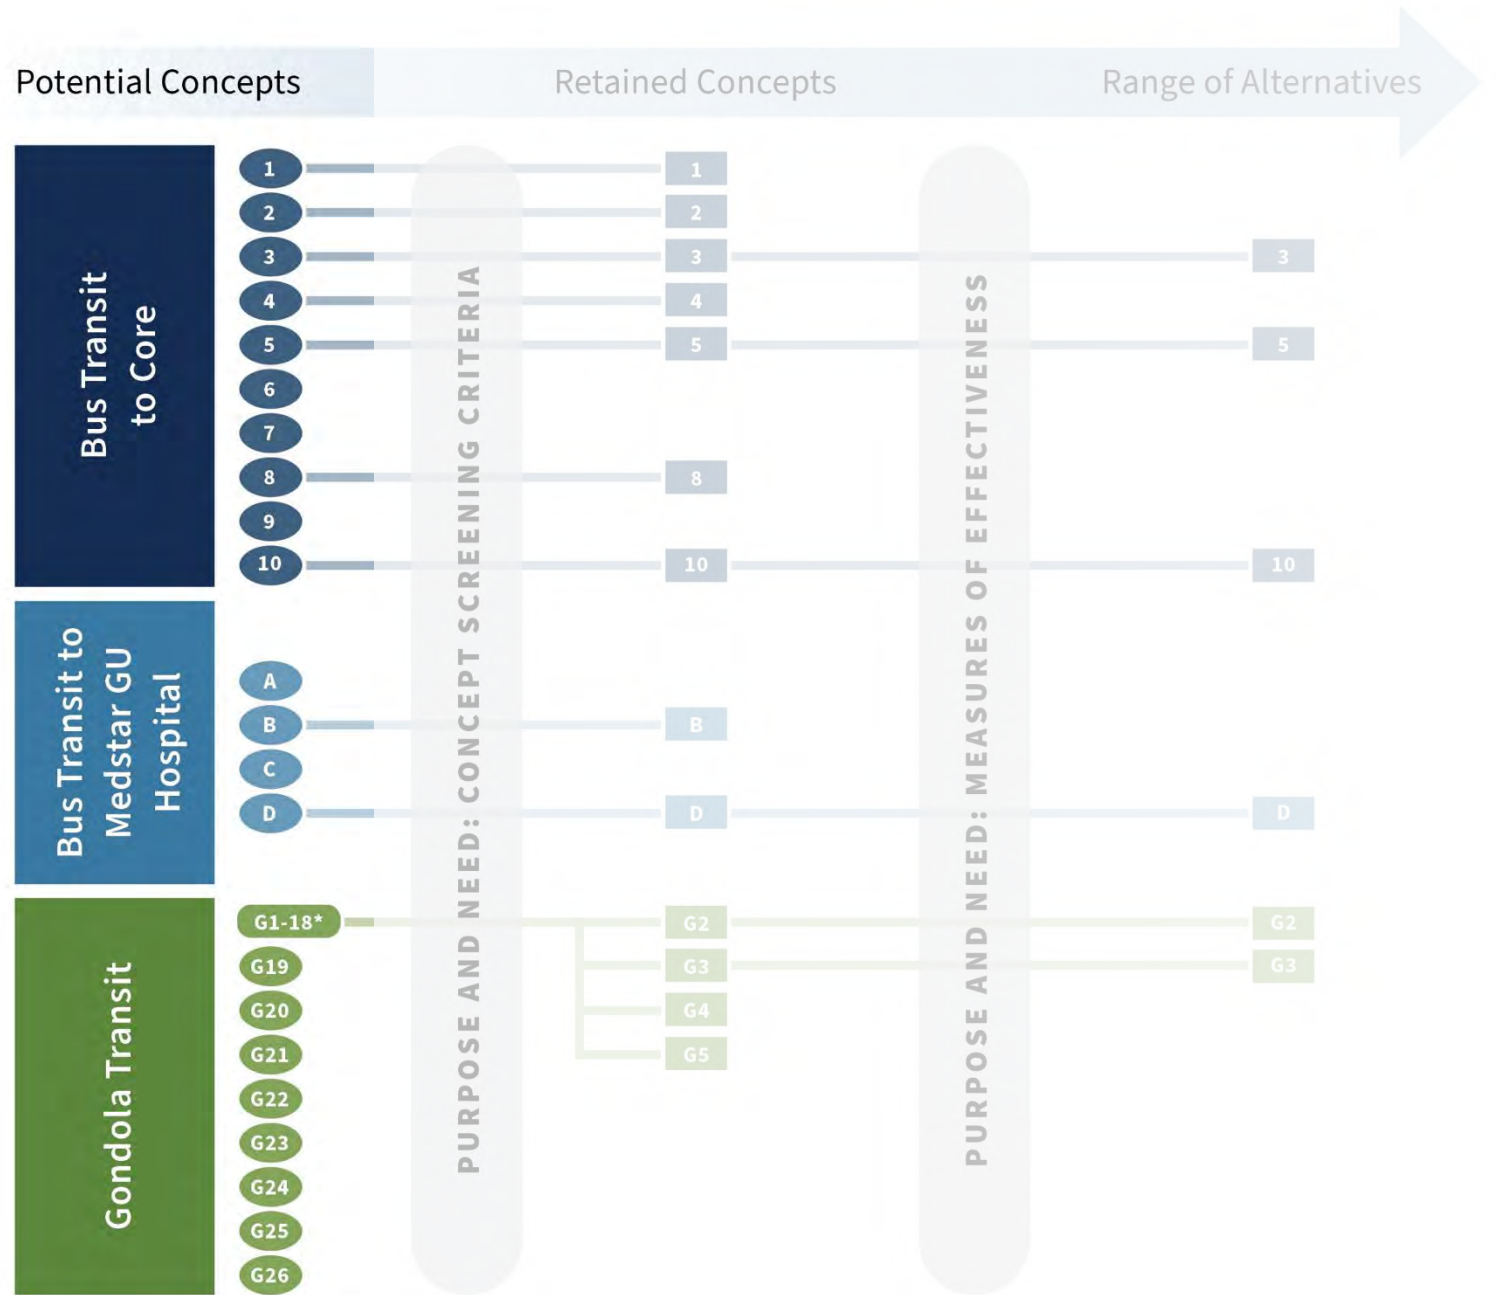 Potential Concepts
Retained Concepts
Range of Alternatives
Bus Transit
to Core
1
2
3
4
5
6
7
8
9
10
1
2
3
4
5
8
10
3
5
10
Bus Transit to
Medstar GU
Hospital
A
B
C
D
B
D
D
Gondola Transit
G1-18*
G19
G20
G21
G22
G23
G24
G25
G26
G2
G3
G4
G5
G2
G3
PURPOSE AND NEED: CONCEPT SCREENING CRITERIA
PURPOSE AND NEED: MEASURES OF EFFECTIVENESS